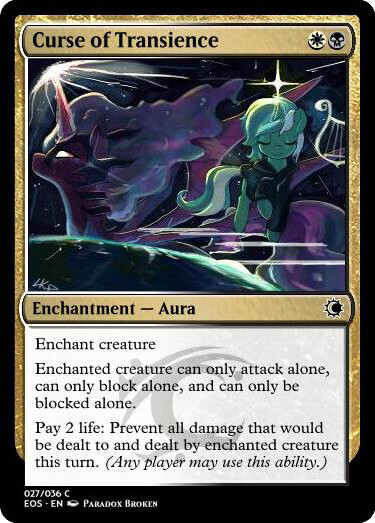 Curse of Transience
LKD
Enchantment — Aura
Enchant creature
Enchanted creature can only attack alone,
can only block alone, and can only be
blocked alone.
Pay 2 life: Prevent all damage that would
be dealt to and dealt by enchanted creature
this turn. (Any player may use this ability.)
027/036 C
EOS · EN Paradox Broken